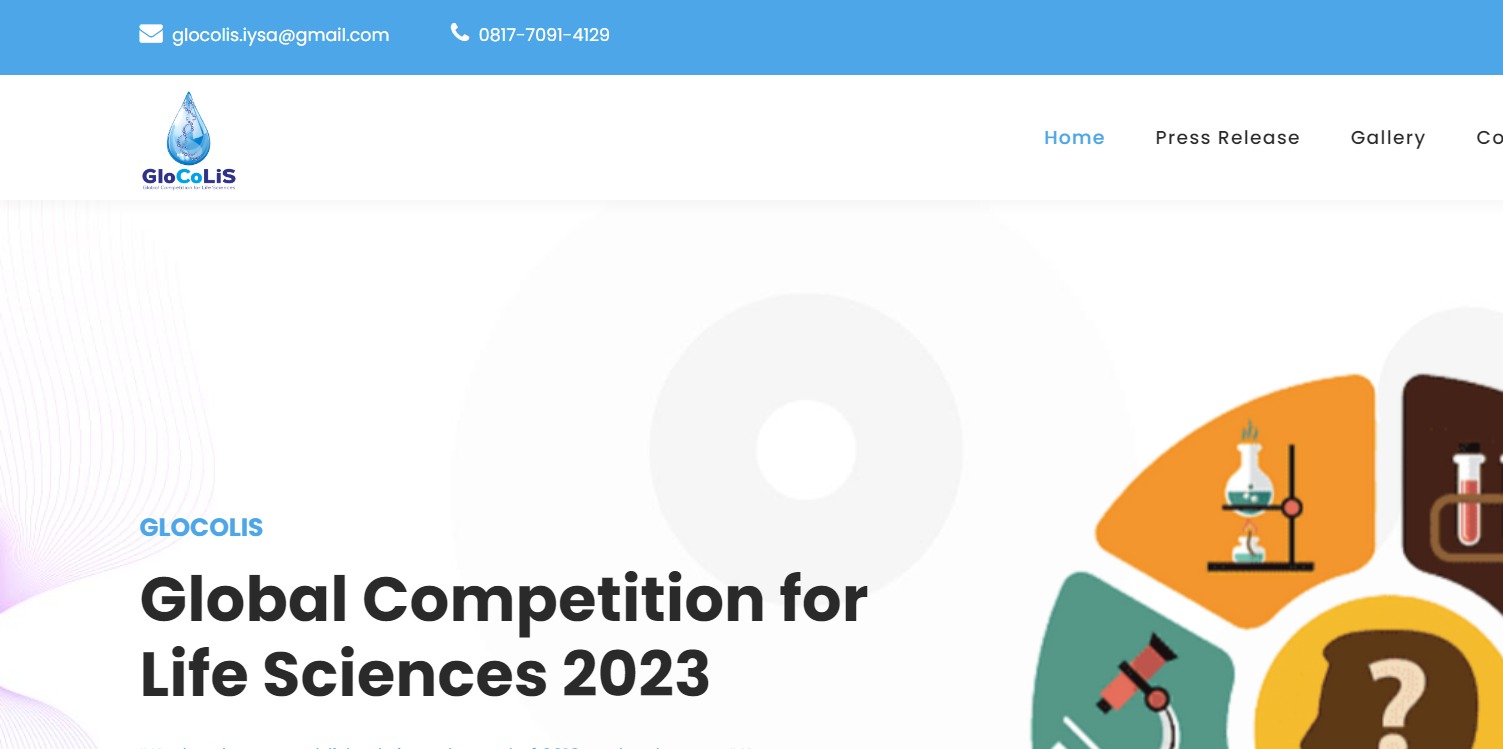 glocolis.iysa@gmail.com 0817-7091-4129
GloCoLiS
Global Competition for Life Sciences
Home Press Release Gallery Co
GLOCOLIS
Global Competition for
Life Sciences 2023
?